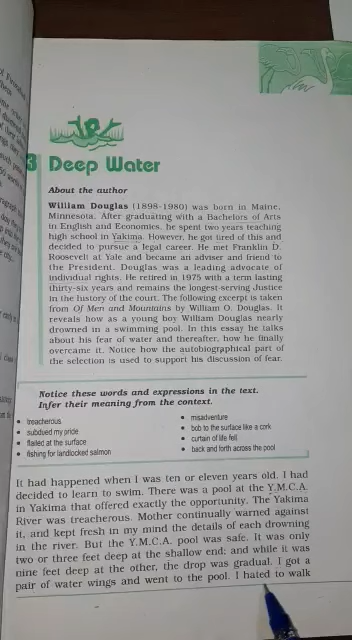 3 Deep Water
About the author
William Douglas (1898-1980) was born in Maine,
Minnesota. After graduating with a Bachelors of Arts
in English and Economics, he spent two years teaching
high school in Yakima. However, he got tired of this and
decided to pursue a legal career. He met Franklin D.
Roosevelt at Yale and became an adviser and friend to
the President. Douglas was a leading advocate of
individual rights. He retired in 1975 with a term lasting
thirty-six years and remains the longest-serving Justice
in the history of the court. The following excerpt is taken
from Of Men and Mountains by William O. Douglas. It
reveals how as a young boy William Douglas nearly
drowned in a swimming pool. In this essay he talks
about his fear of water and thereafter, how he finally
overcame it. Notice how the autobiographical part of
the selection is used to support his discussion of fear.
Notice these words and expressions in the text.
Infer their meaning from the context.
• treacherous
• subdued my pride
• flailed at the surface
• fishing for landlocked salmon
• misadventure
• bob to the surface like a cork
• curtain of life fell
• back and forth across the pool
It had happened when I was ten or eleven years old. I had
decided to learn to swim. There was a pool at the Y.M.C.A.
in Yakima that offered exactly the opportunity. The Yakima
River was treacherous. Mother continually warned against
it, and kept fresh in my mind the details of each drowning
in the river. But the Y.M.C.A. pool was safe. It was only
two or three feet deep at the shallow end; and while it was
nine feet deep at the other, the drop was gradual. I got a
pair of water wings and went to the pool. I hated to walk